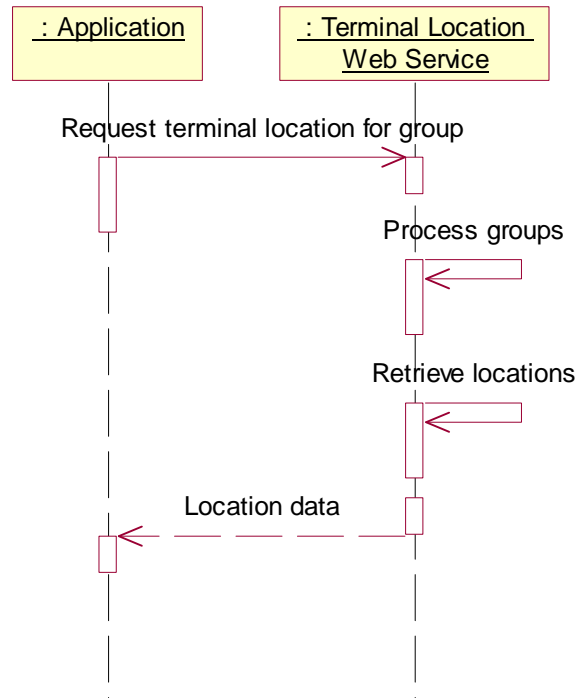 : Application
: Terminal Location
Web Service
Request terminal location for group
Process groups
Retrieve locations
Location data